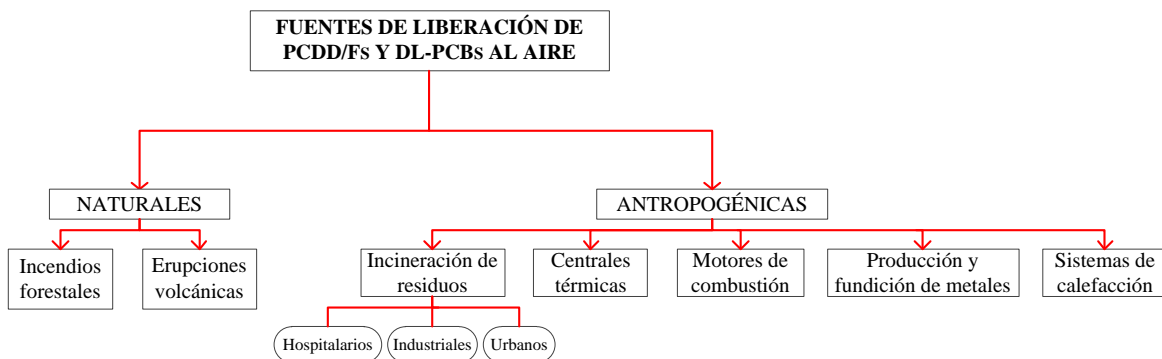 FUENTES DE LIBERACIÓN DE
PCDD/FS Y DL-PCBS AL AIRE
NATURALES
ANTROPOGÉNICAS
Incendios
forestales
Erupciones
volcánicas
Incineración de
residuos
Centrales
térmicas
Motores de
combustión
Producción y
fundición de metales
Sistemas de
calefacción
Hospitalarios
Industriales
Urbanos